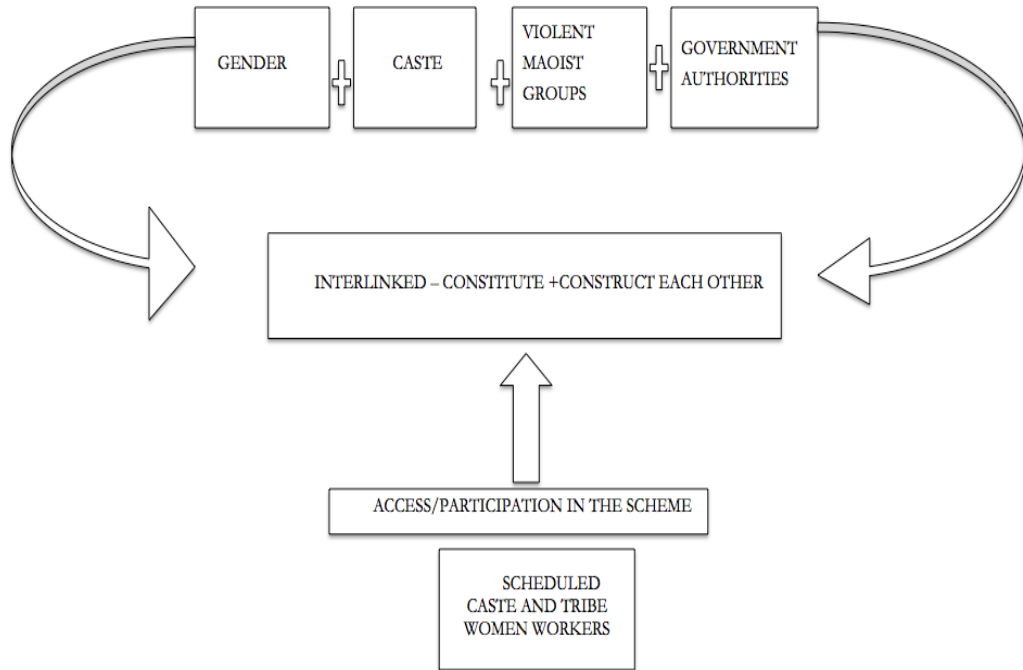 GENDER
CASTE
VIOLENT
MAOIST
GROUPS
GOVERNMENT
AUTHORITIES
INTERLINKED – CONSTITUTE +CONSTRUCT EACH OTHER
ACCESS/PARTICIPATION IN THE SCHEME
SCHEDULED
CASTE AND TRIBE
WOMEN WORKERS